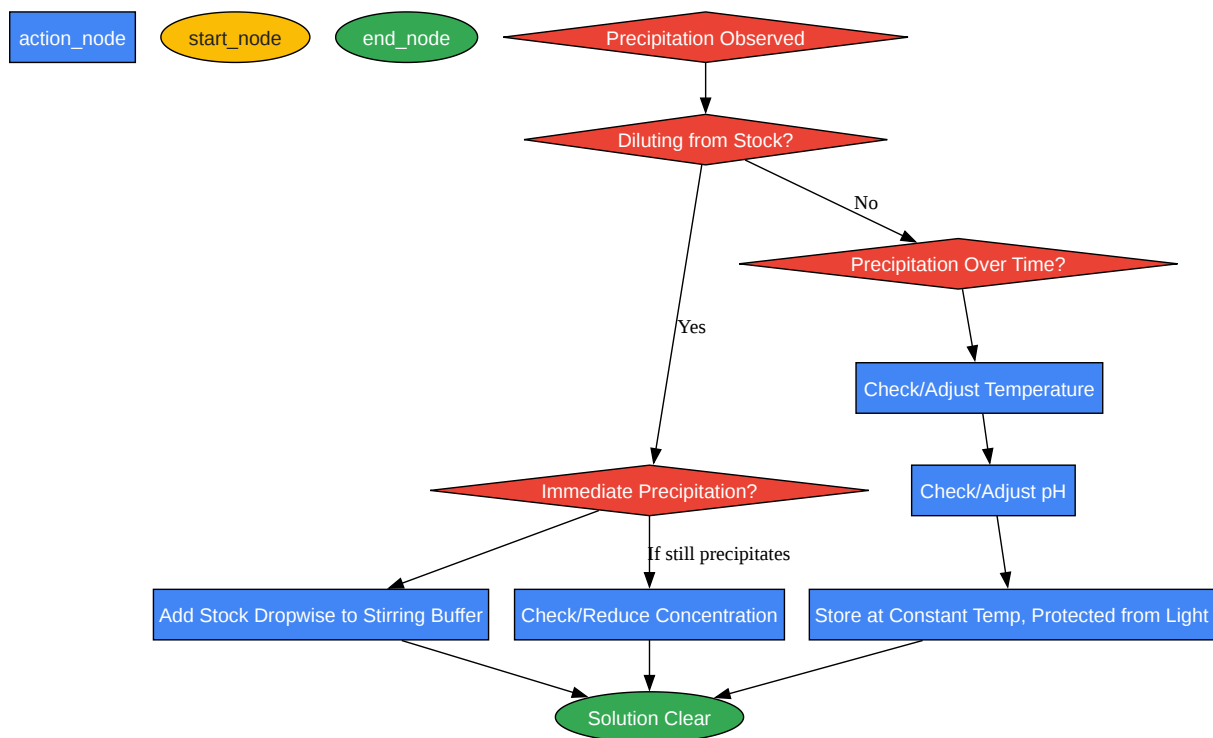 action_node
start_node
end_node
Precipitation Observed
Diluting from Stock?
No
Precipitation Over Time?
Yes
Check/Adjust Temperature
Immediate Precipitation?
Check/Adjust pH
If still precipitates
Add Stock Dropwise to Stirring Buffer
Check/Reduce Concentration
Store at Constant Temp, Protected from Light
Solution Clear